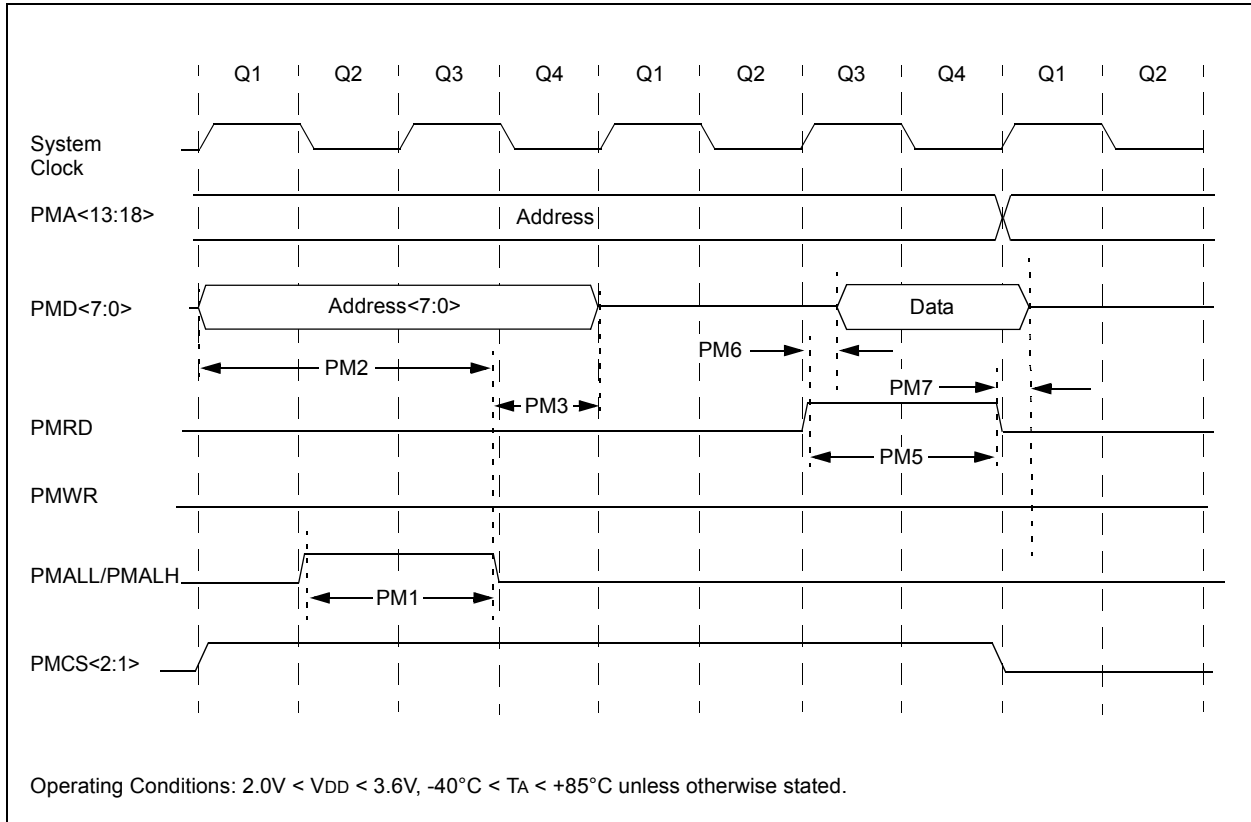 Q1 Q2 Q3 Q4 Q1 Q2 Q3 Q4 Q1 Q2
System
Clock
PMA<13:18>
Address
PMD<7:0>
Address<7:0>
Data
PM6
PM2
PM7
PM3
PMRD
PM5
PMWR
PMALL/PMALH
PM1
PMCS<2:1>
Operating Conditions: 2.0V < VDD < 3.6V, -40°C < TA < +85°C unless otherwise stated.